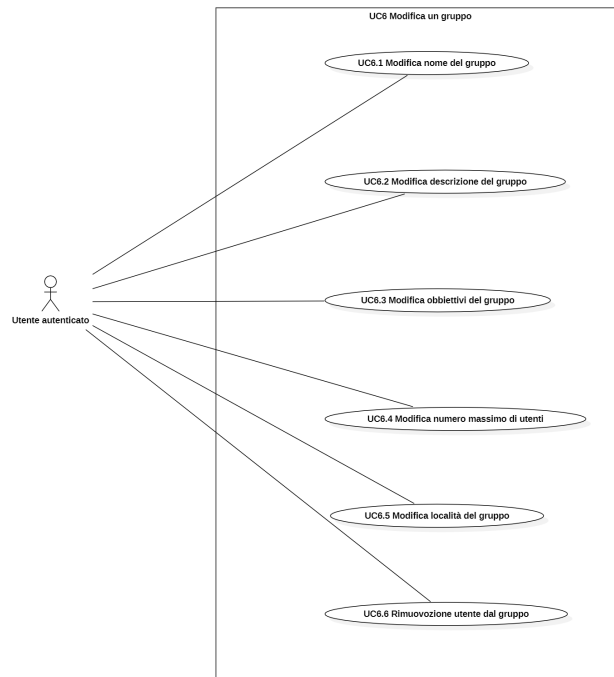 UC6 Modifica un gruppo
UC6.1 Modifica nome del gruppo
UC6.2 Modifica descrizione del gruppo
UC6.3 Modifica obbiettivi del gruppo
Utente autenticato
UC6.4 Modifica numero massimo di utenti
UC6.5 Modifica località del gruppo
UC6.6 Rimuovozione utente dal gruppo